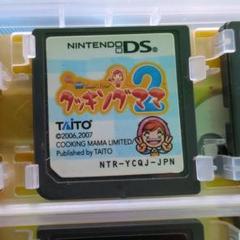 NINTENDO DS
クッキングママ 2
TAITO
©2006,2007
COOKING MAMA LIMITED
Published by TAITO
NTR-YCQJ-JPN